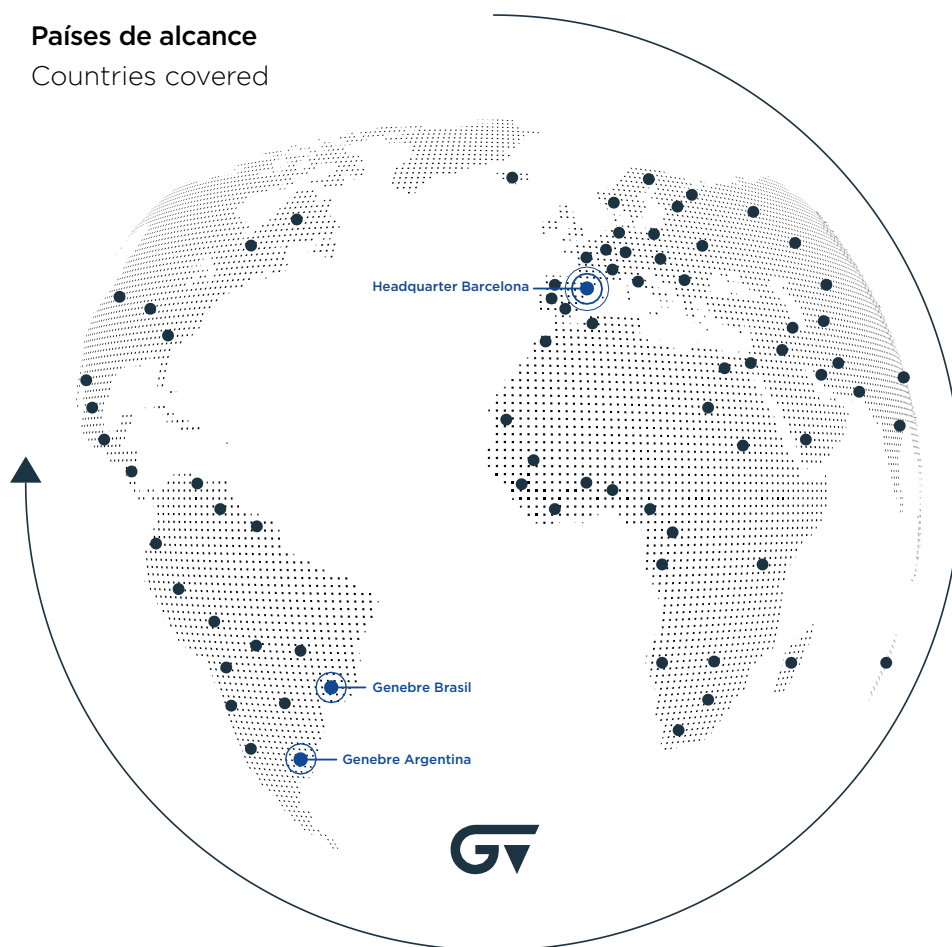 Países de alcance
Countries covered
Headquarter Barcelona
Genebre Brasil
Genebre Argentina
G